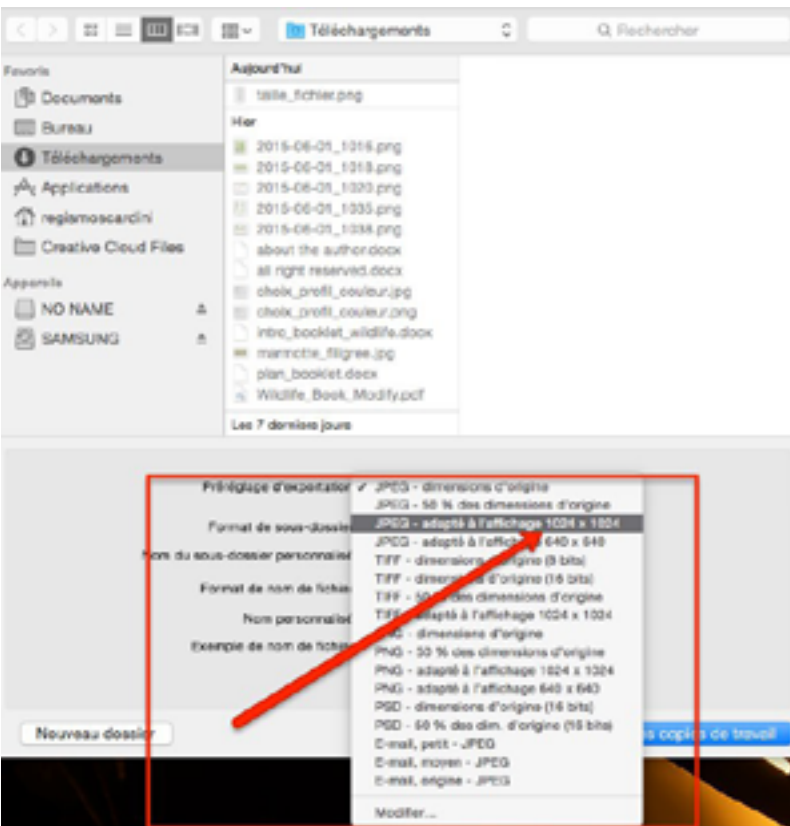 Téléchargements
Rechercher
Favoris
Documents
Bureau
Téléchargements
Applications
regismoscardini
Creative Cloud Files
Appareils
NO NAME
SAMSUNG
Aujourd'hui
taille_fichier.png
Hier
2015-06-01_1016.png
2015-06-01_1018.png
2015-06-01_1020.png
2015-06-01_1035.png
2015-06-01_1038.png
about the author.docx
all right reserved.docx
choix_profil_couleur.jpg
choix_profil_couleur.png
intro_booklet_wildlife.docx
marmotte_filigree.jpg
plan_booklet.docx
Wildlife_Book_Modify.pdf
Les 7 derniers jours
Préréglage d'exportation
Format de sous-dossier
Nom du sous-dossier personnalisé
Format de nom de fichier
Nom personnalisé
Exemple de nom de fichier
✓ JPEG - dimensions d'origine
JPEG - 50 % des dimensions d'origine
JPEG - adapté à l'affichage 1024 x 1024
JPEG - adapté à l'affichage 640 x 640
TIFF - dimensions d'origine (8 bits)
TIFF - dimensions d'origine (16 bits)
TIFF - 50 % des dimensions d'origine
TIFF - adapté à l'affichage 1024 x 1024
PNG - dimensions d'origine
PNG - 50 % des dimensions d'origine
PNG - adapté à l'affichage 1024 x 1024
PNG - adapté à l'affichage 640 x 640
PSD - dimensions d'origine (16 bits)
PSD - 50 % des dim. d'origine (16 bits)
E-mail, petit - JPEG
E-mail, moyen - JPEG
E-mail, origine - JPEG
Modifier...
Nouveau dossier
copies de travail